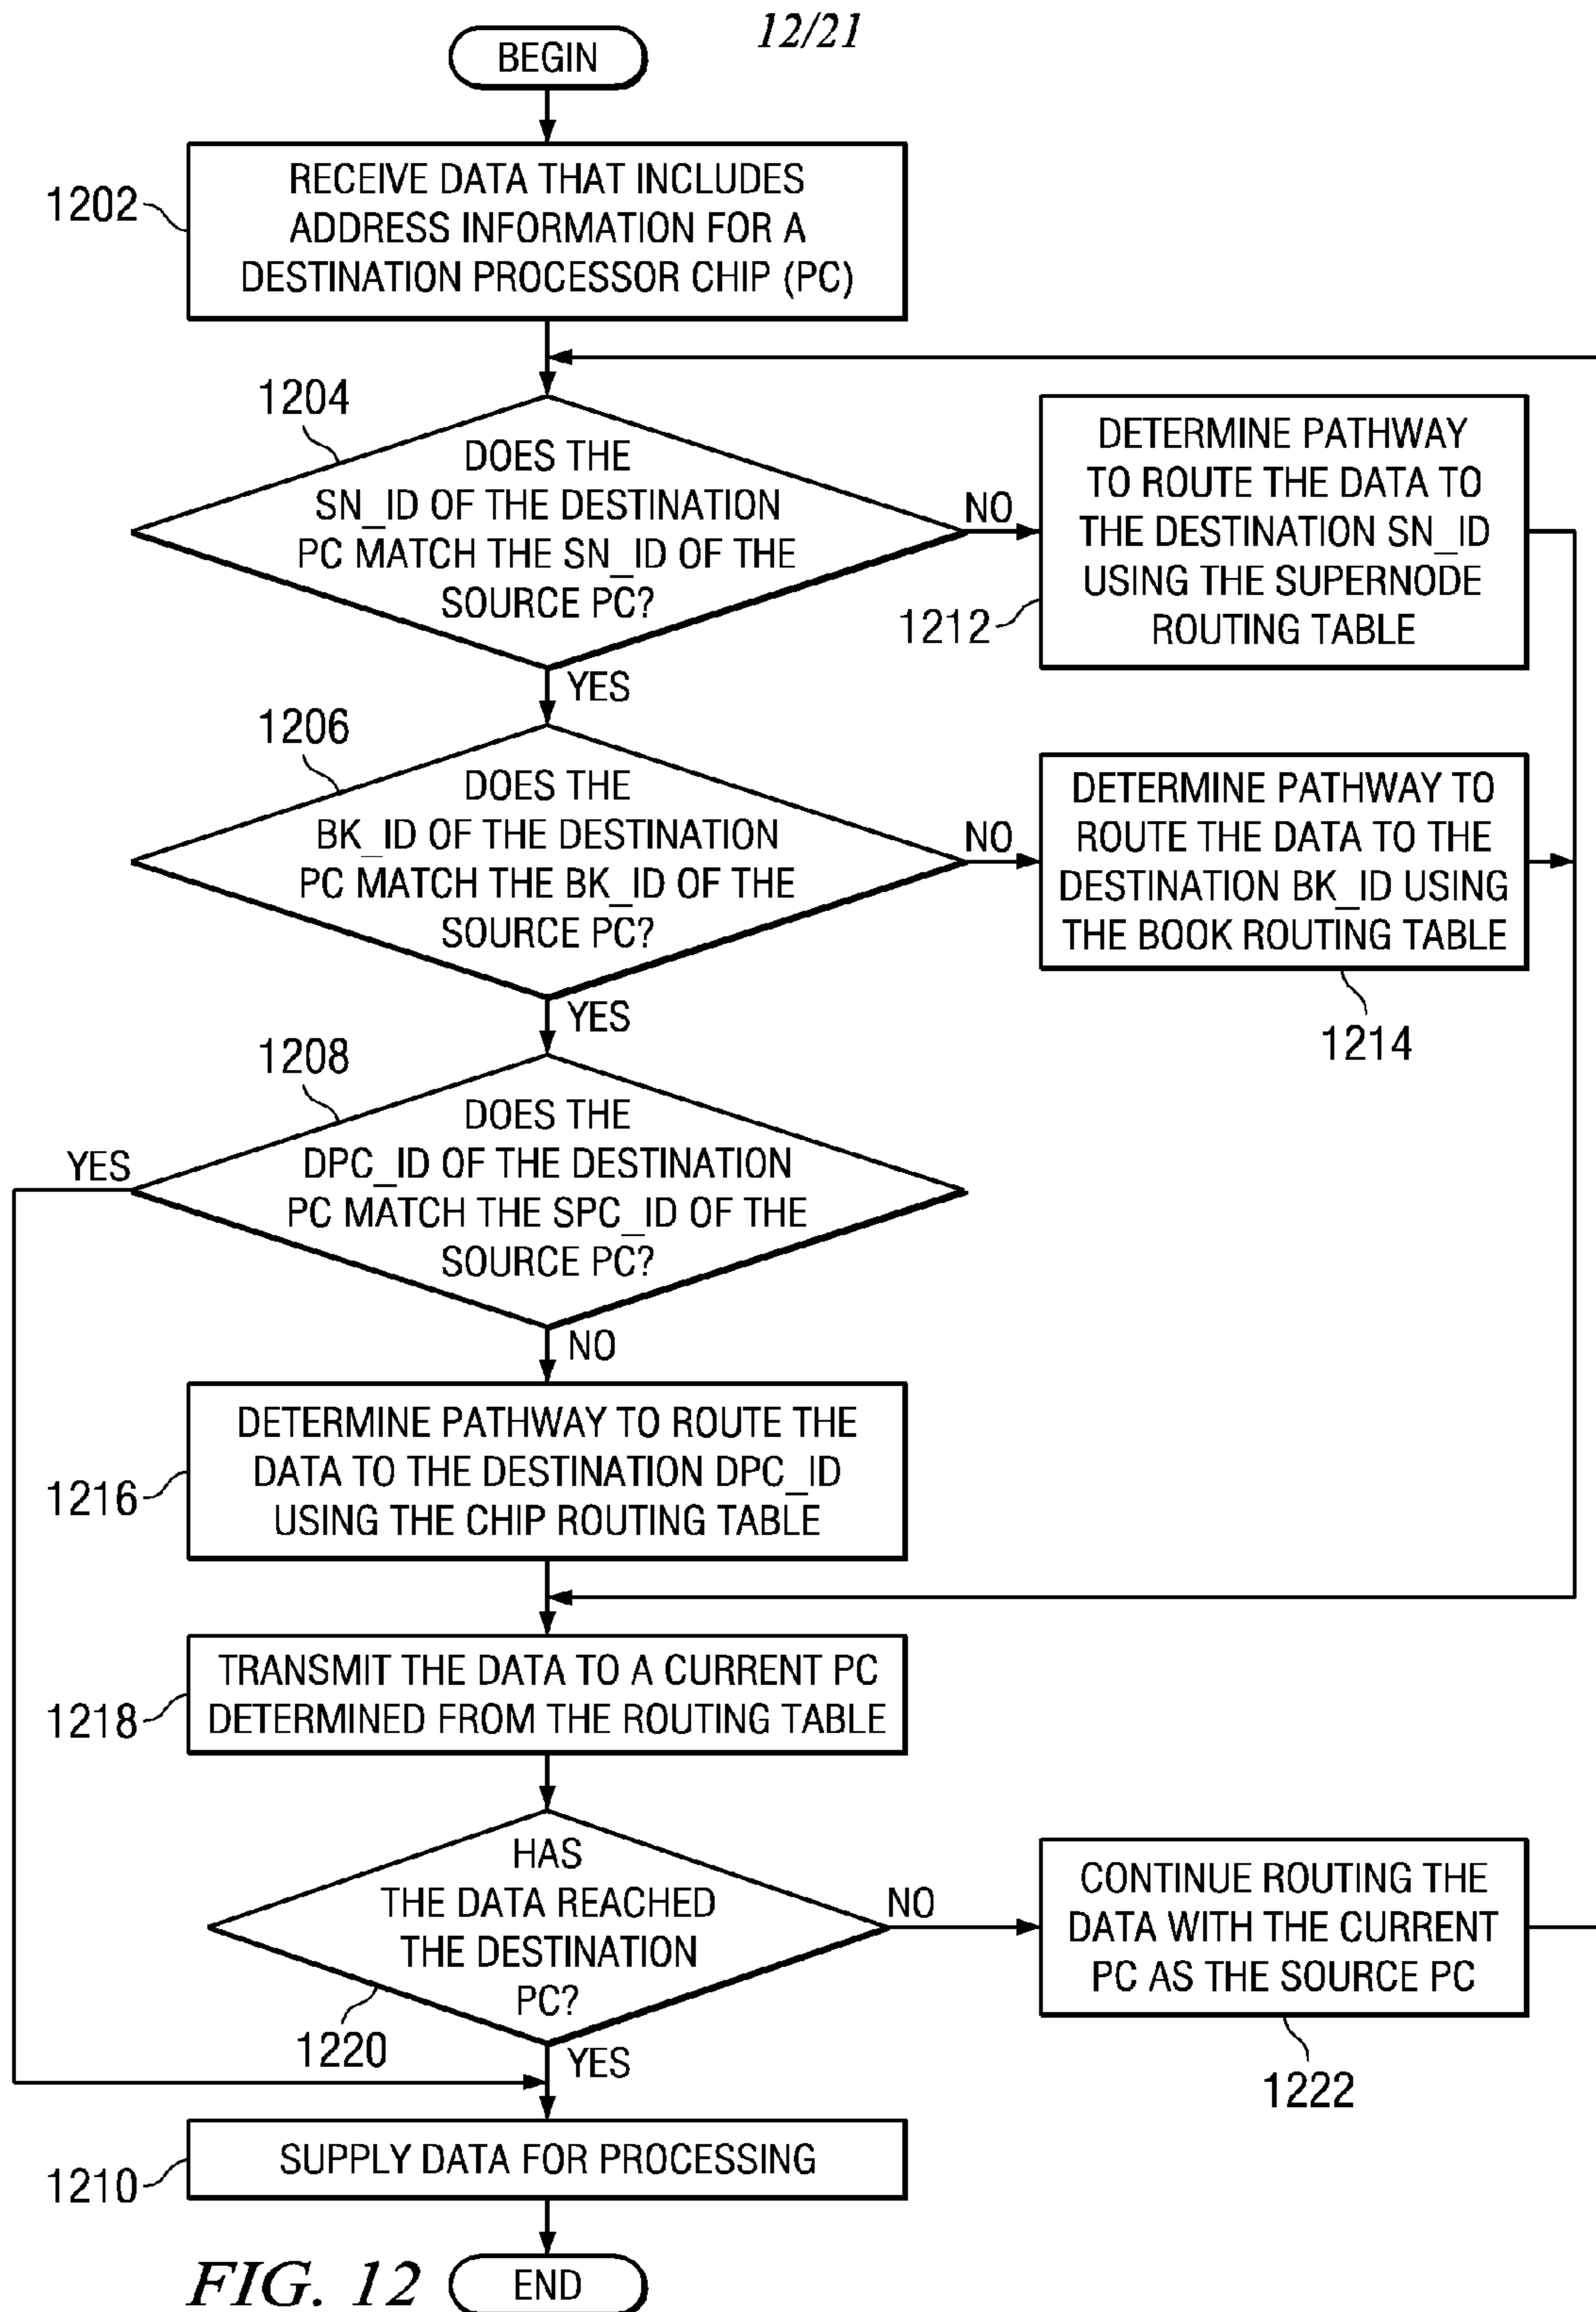 12/21
BEGIN
1202
RECEIVE DATA THAT INCLUDES
ADDRESS INFORMATION FOR A
DESTINATION PROCESSOR CHIP (PC)
1204
DOES THE
SN_ID OF THE DESTINATION
PC MATCH THE SN_ID OF THE
SOURCE PC?
NO
DETERMINE PATHWAY
TO ROUTE THE DATA TO
THE DESTINATION SN_ID
USING THE SUPERNODE
ROUTING TABLE
1212
YES
1206
DOES THE
BK_ID OF THE DESTINATION
PC MATCH THE BK_ID OF THE
SOURCE PC?
NO
DETERMINE PATHWAY TO
ROUTE THE DATA TO THE
DESTINATION BK_ID USING
THE BOOK ROUTING TABLE
1214
YES
1208
DOES THE
DPC_ID OF THE DESTINATION
PC MATCH THE SPC_ID OF THE
SOURCE PC?
YES
NO
1216
DETERMINE PATHWAY TO ROUTE THE
DATA TO THE DESTINATION DPC_ID
USING THE CHIP ROUTING TABLE
1218
TRANSMIT THE DATA TO A CURRENT PC
DETERMINED FROM THE ROUTING TABLE
HAS
THE DATA REACHED
THE DESTINATION
PC?
1220
NO
CONTINUE ROUTING THE
DATA WITH THE CURRENT
PC AS THE SOURCE PC
1222
YES
1210
SUPPLY DATA FOR PROCESSING
FIG. 12
END